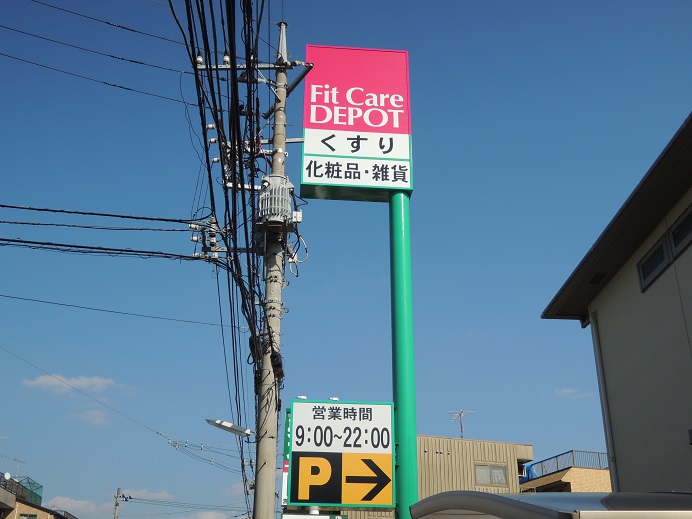 Fit Care
DEPOT
くすり
化粧品・雑貨
営業時間
9:00~22:00
P →